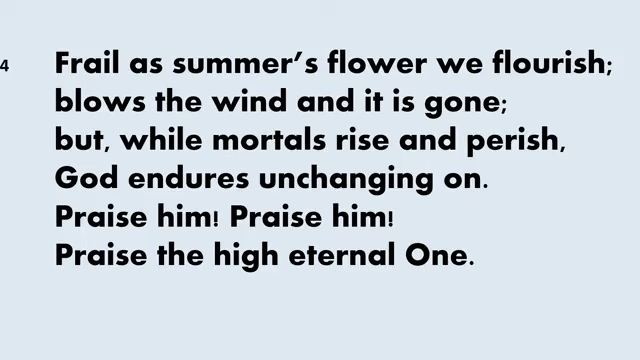 4 Frail as summer’s flower we flourish;
blows the wind and it is gone;
but, while mortals rise and perish,
God endures unchanging on.
Praise him! Praise him!
Praise the high eternal One.